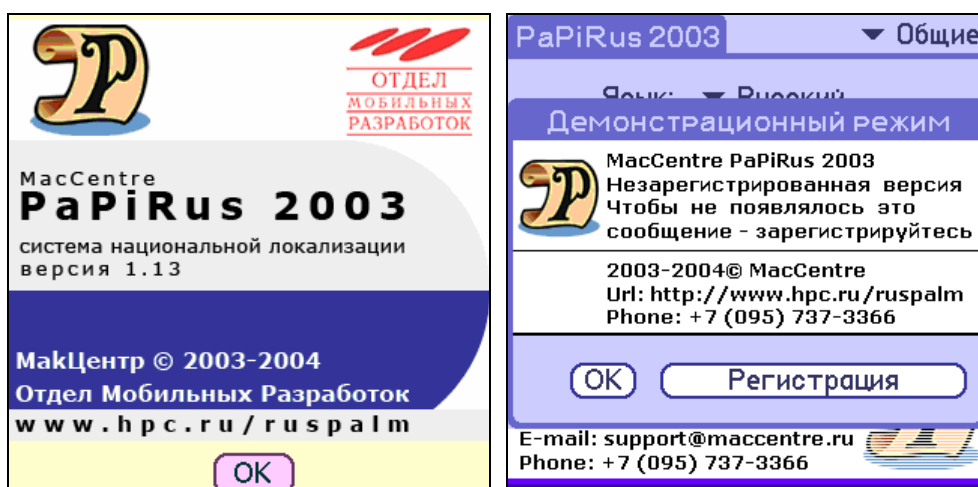 ОТДЕЛ
МОБИЛЬНЫХ
РАЗРАБОТОК
MacCentre
PaPiRus 2003
система национальной локализации
версия 1.13
МакЦентр © 2003-2004
Отдел Мобильных Разработок
www.hpc.ru/ruspalm
OK
PaPiRus 2003
Общие
Язык: Русский
Демонстрационный режим
MacCentre PaPiRus 2003
Незарегистрированная версия
Чтобы не появлялось это
сообщение - зарегистрируйтесь
2003-2004© MacCentre
Url: http://www.hpc.ru/ruspalm
Phone: +7 (095) 737-3366
OK
Регистрация
E-mail: support@maccentre.ru
Phone: +7 (095) 737-3366